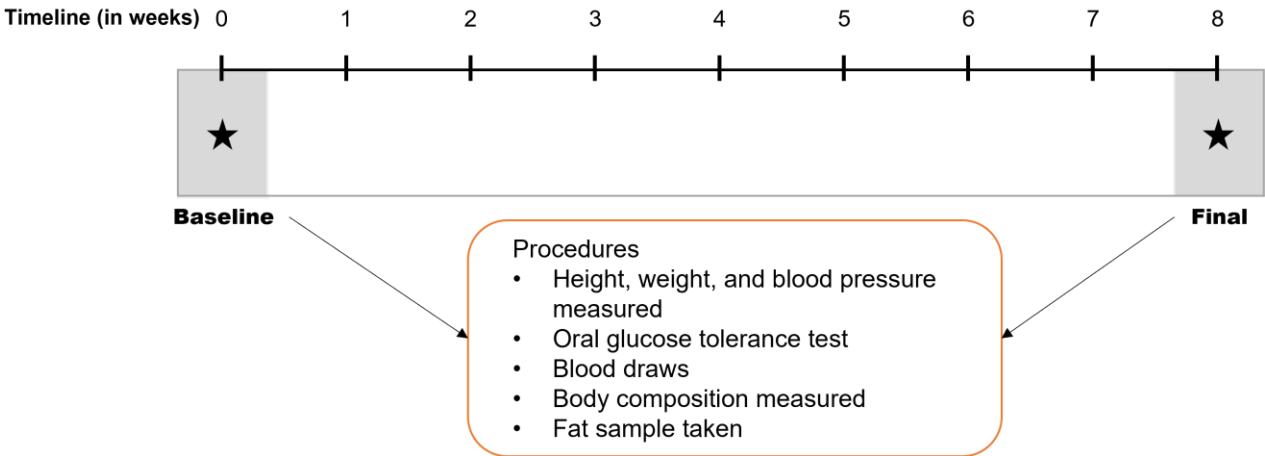 Timeline (in weeks) 0 1 2 3 4 5 6 7 8
Baseline
Final
Procedures
• Height, weight, and blood pressure
measured
• Oral glucose tolerance test
• Blood draws
• Body composition measured
• Fat sample taken